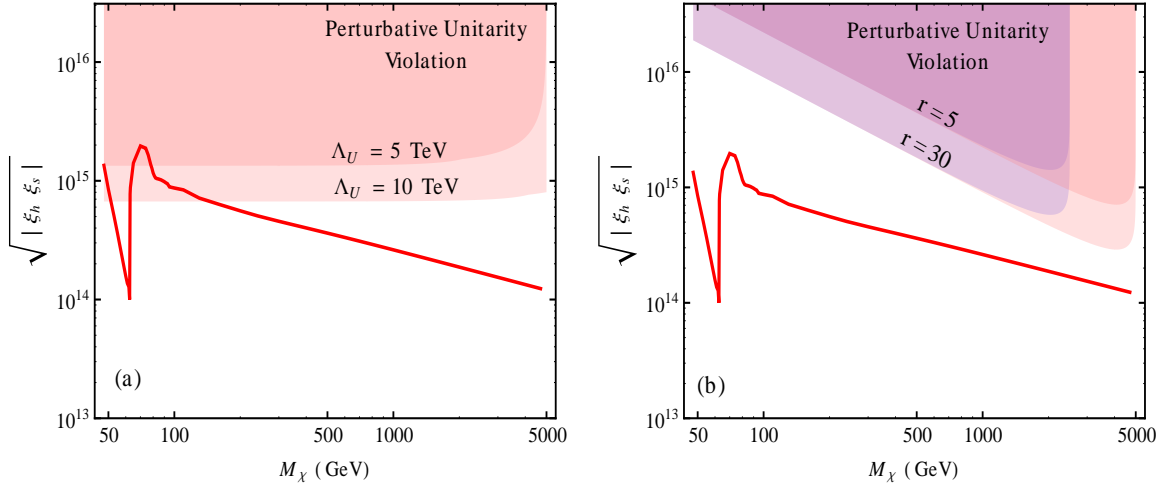 Perturbative Unitarity
Violation
Λ_U = 5 TeV
Λ_U = 10 TeV
(a)
10^16
10^15
10^14
10^13
√|ξ_h ξ_s|
50 100 500 1000 5000
M_χ (GeV)
Perturbative Unitarity
Violation
r = 5
r = 30
(b)
10^16
10^15
10^14
10^13
√|ξ_h ξ_s|
50 100 500 1000 5000
M_χ (GeV)